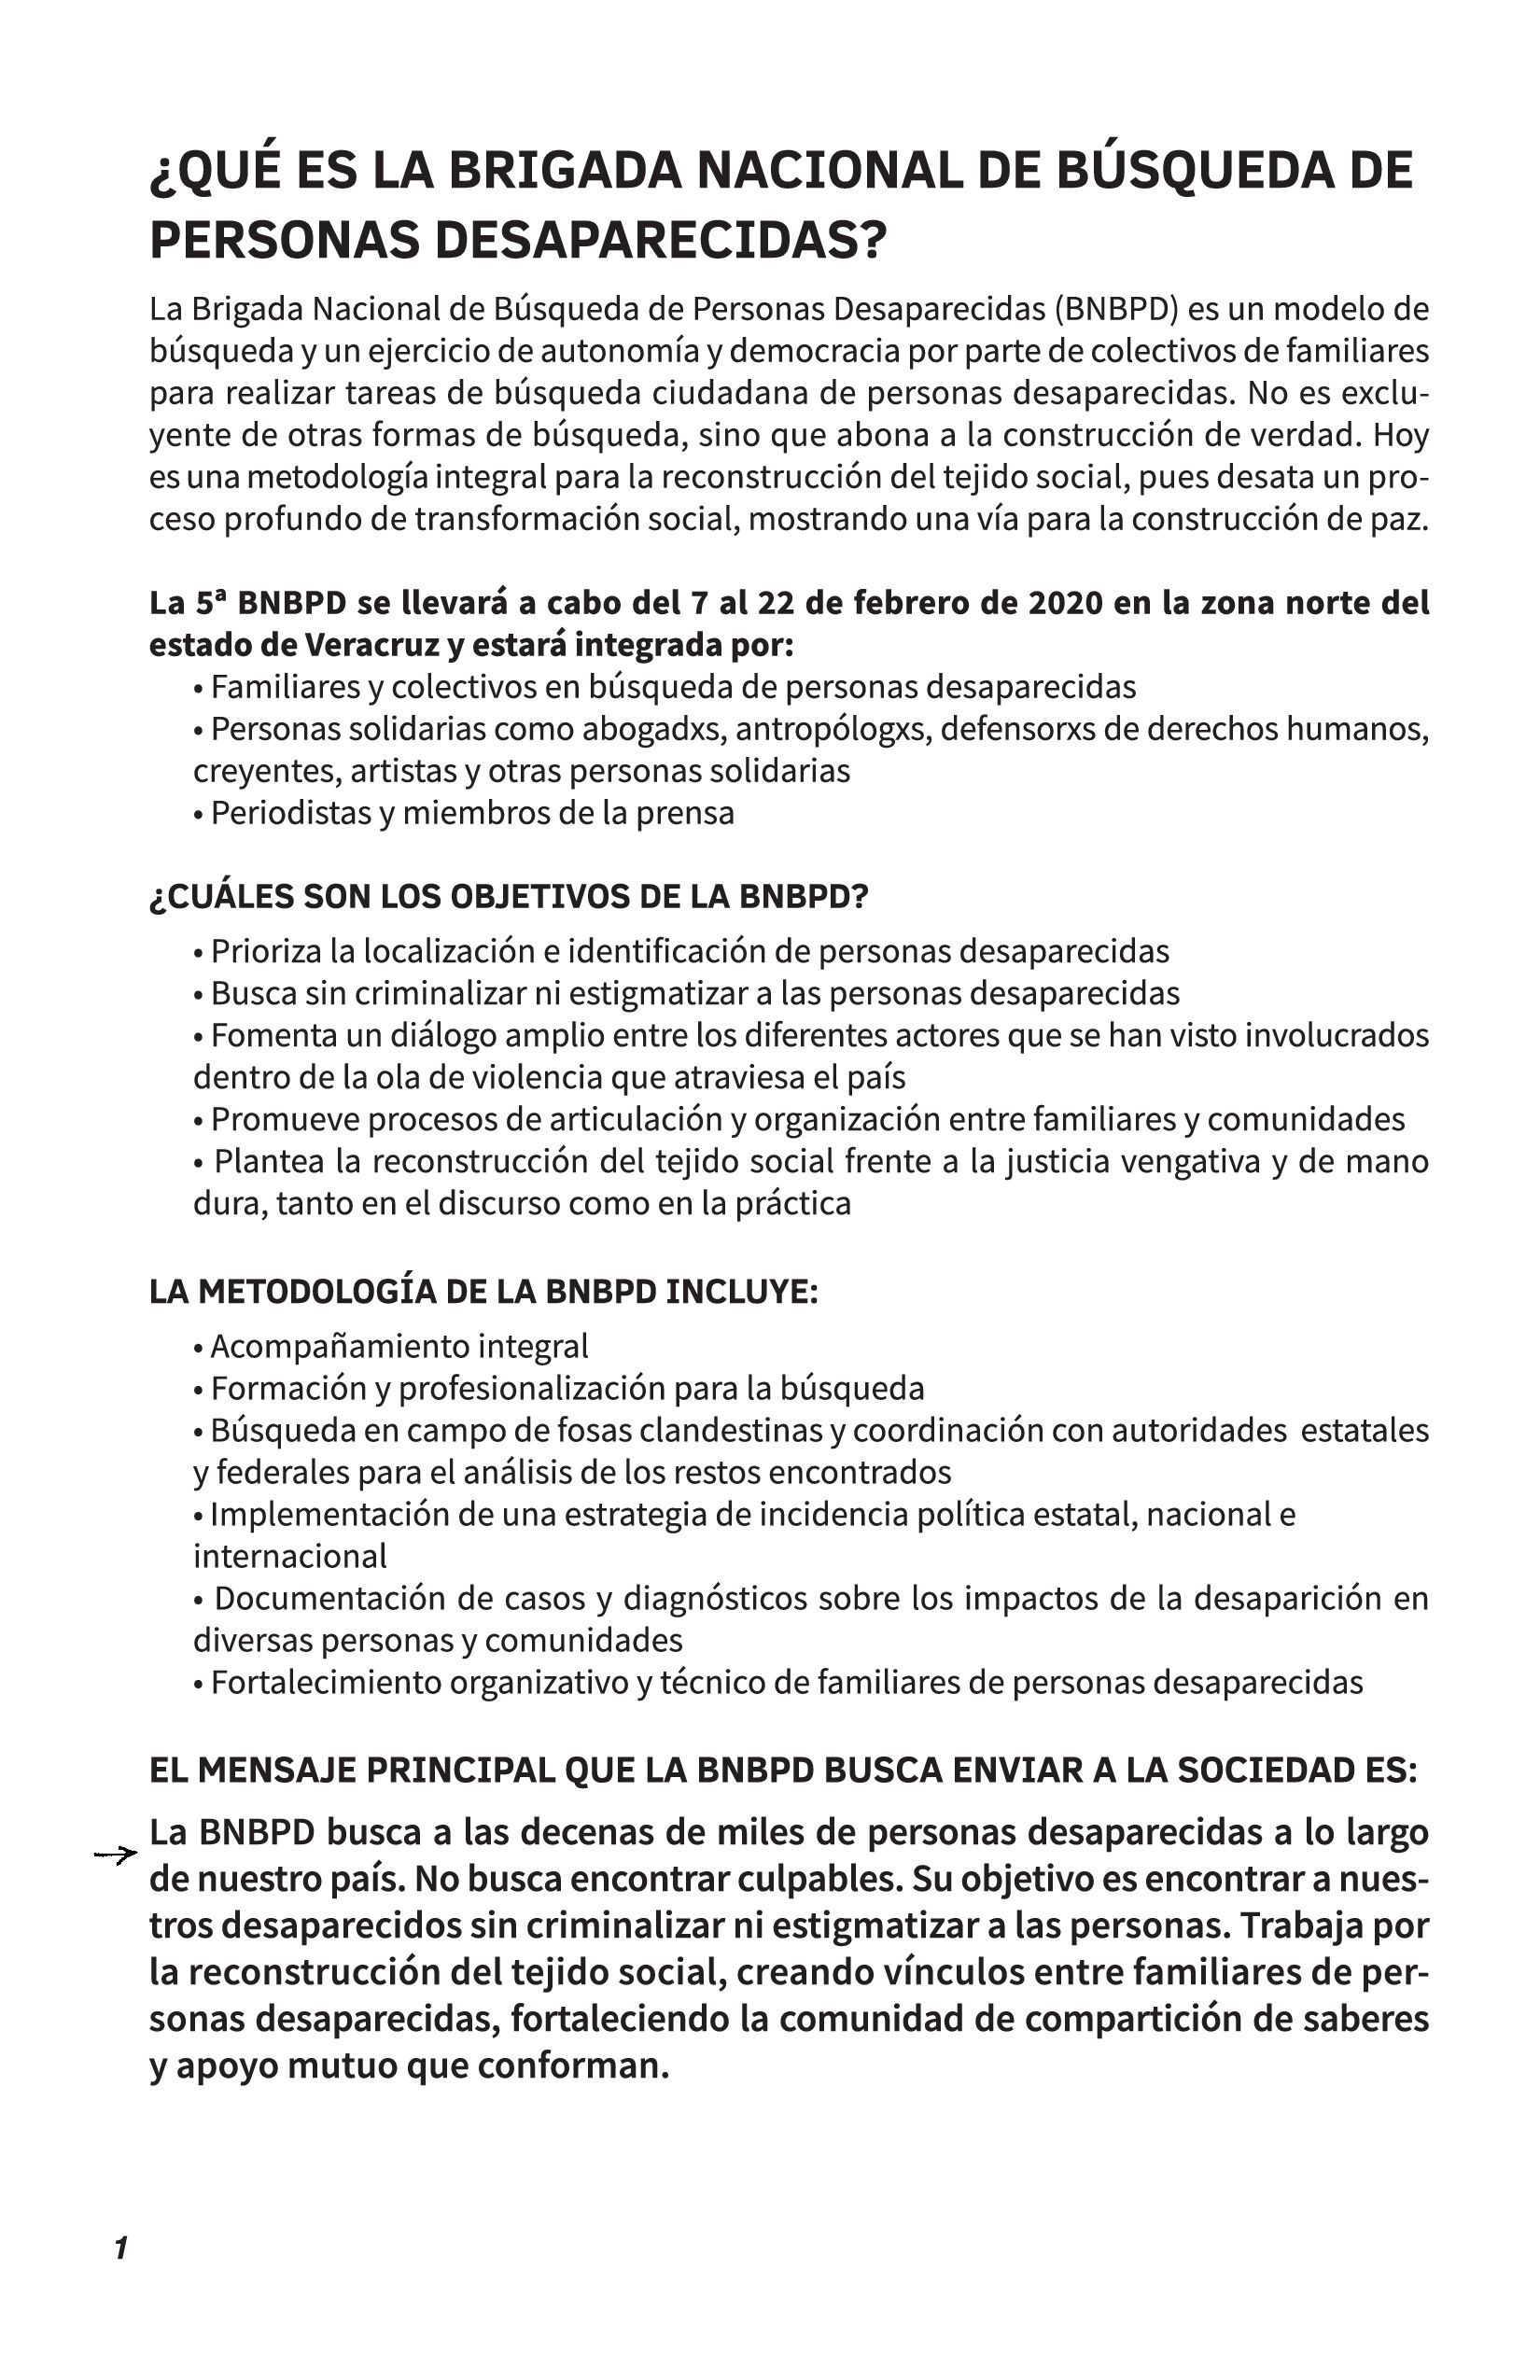 ¿QUÉ ES LA BRIGADA NACIONAL DE BÚSQUEDA DE
PERSONAS DESAPARECIDAS?
La Brigada Nacional de Búsqueda de Personas Desaparecidas (BNBPD) es un modelo de
búsqueda y un ejercicio de autonomía y democracia por parte de colectivos de familiares
para realizar tareas de búsqueda ciudadana de personas desaparecidas. No es exclu-
yente de otras formas de búsqueda, sino que abona a la construcción de verdad. Hoy
es una metodología integral para la reconstrucción del tejido social, pues desata un pro-
ceso profundo de transformación social, mostrando una vía para la construcción de paz.
La 5ª BNBPD se llevará a cabo del 7 al 22 de febrero de 2020 en la zona norte del
estado de Veracruz y estará integrada por:
• Familiares y colectivos en búsqueda de personas desaparecidas
• Personas solidarias como abogadxs, antropólogxs, defensorxs de derechos humanos,
creyentes, artistas y otras personas solidarias
• Periodistas y miembros de la prensa
¿CUÁLES SON LOS OBJETIVOS DE LA BNBPD?
• Prioriza la localización e identificación de personas desaparecidas
• Busca sin criminalizar ni estigmatizar a las personas desaparecidas
• Fomenta un diálogo amplio entre los diferentes actores que se han visto involucrados
dentro de la ola de violencia que atraviesa el país
• Promueve procesos de articulación y organización entre familiares y comunidades
• Plantea la reconstrucción del tejido social frente a la justicia vengativa y de mano
dura, tanto en el discurso como en la práctica
LA METODOLOGÍA DE LA BNBPD INCLUYE:
• Acompañamiento integral
• Formación y profesionalización para la búsqueda
• Búsqueda en campo de fosas clandestinas y coordinación con autoridades estatales
y federales para el análisis de los restos encontrados
• Implementación de una estrategia de incidencia política estatal, nacional e
internacional
• Documentación de casos y diagnósticos sobre los impactos de la desaparición en
diversas personas y comunidades
• Fortalecimiento organizativo y técnico de familiares de personas desaparecidas
EL MENSAJE PRINCIPAL QUE LA BNBPD BUSCA ENVIAR A LA SOCIEDAD ES:
La BNBPD busca a las decenas de miles de personas desaparecidas a lo largo
de nuestro país. No busca encontrar culpables. Su objetivo es encontrar a nues-
tros desaparecidos sin criminalizar ni estigmatizar a las personas. Trabaja por
la reconstrucción del tejido social, creando vínculos entre familiares de per-
sonas desaparecidas, fortaleciendo la comunidad de compartición de saberes
y apoyo mutuo que conforman.
1